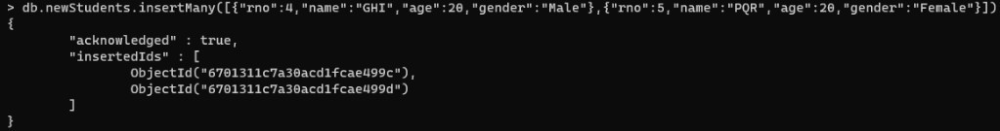 > db.newStudents.insertMany([{"rno":4,"name":"GHI","age":20,"gender":"Male"},{"rno":5,"name":"PQR","age":20,"gender":"Female"}])
{
        "acknowledged" : true,
        "insertedIds" : [
                ObjectId("6701311c7a30acd1fcae499c"),
                ObjectId("6701311c7a30acd1fcae499d")
        ]
}